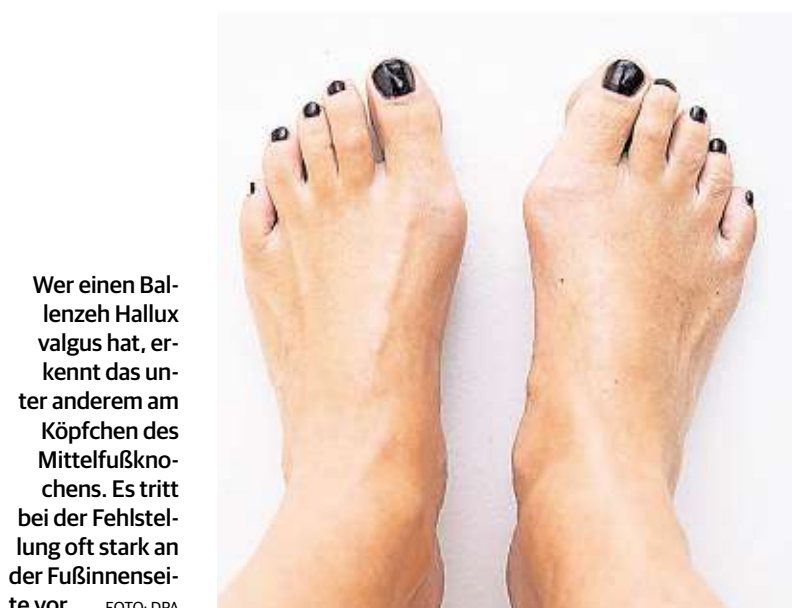 Wer einen Bal-
lenzeh Hallux
valgus hat, er-
kennt das un-
ter anderem am
Köpfchen des
Mittelfußkno-
chens. Es tritt
bei der Fehlstel-
lung oft stark an
der Fußinnensei-
te vor. FOTO: DPA